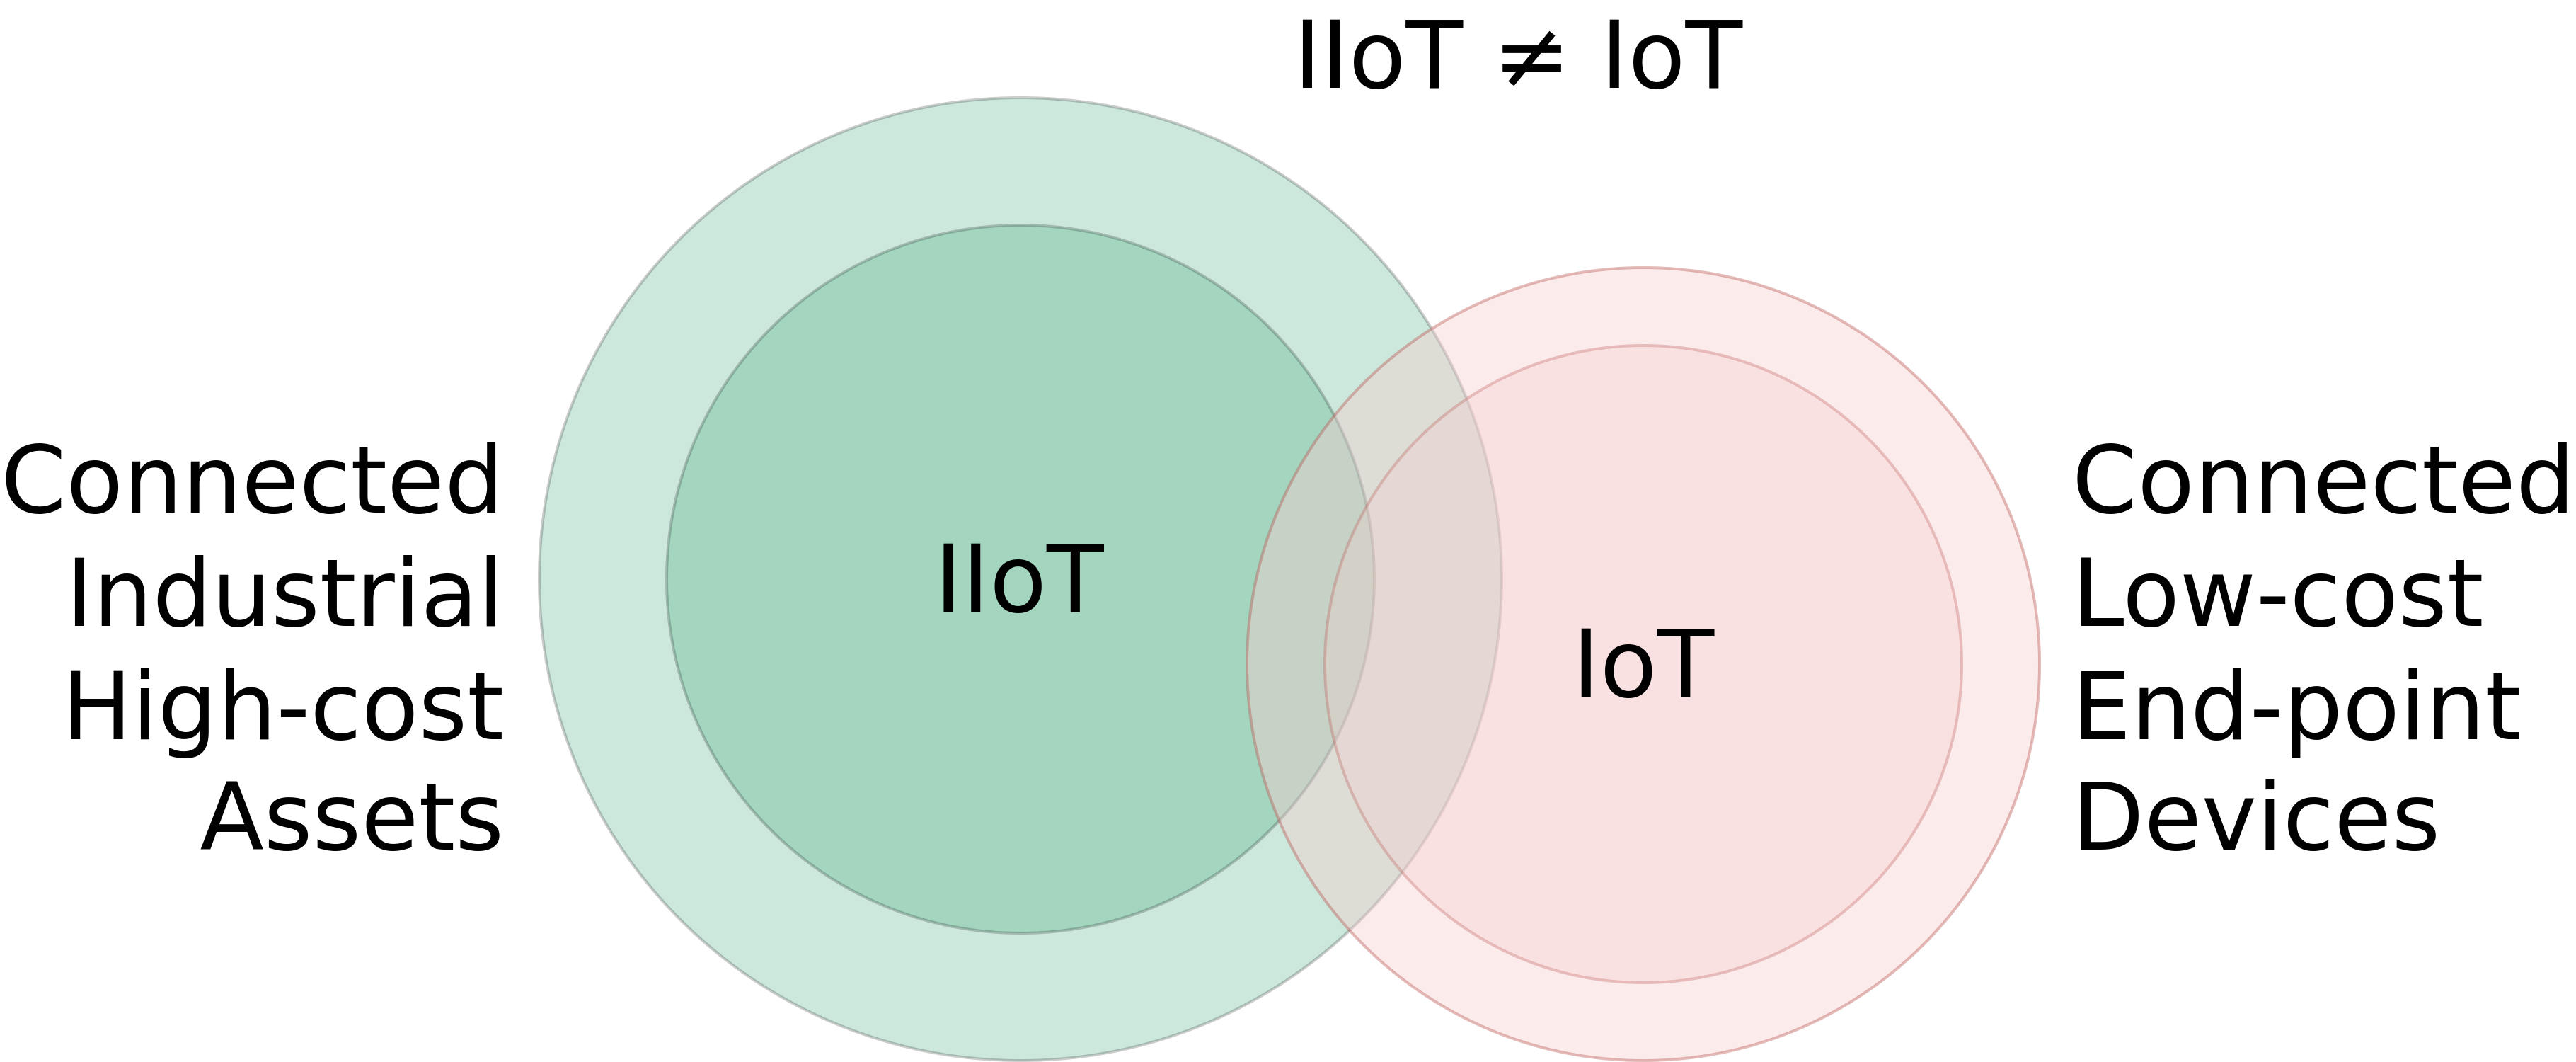 IIoT ≠ IoT
Connected
Industrial
High-cost
Assets
IIoT
IoT
Connected
Low-cost
End-point
Devices